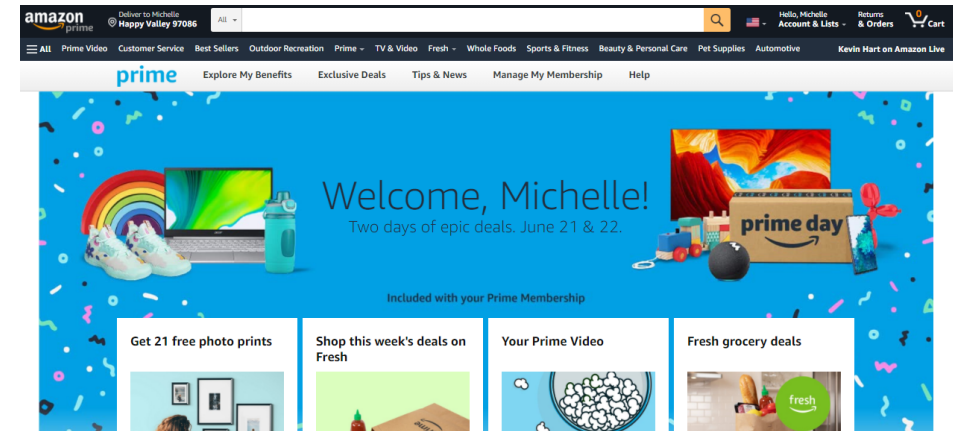 amazon
prime
Deliver to Michelle
Happy Valley 97086
All
Hello, Michelle
Account & Lists
Returns
& Orders
0
Cart
All Prime Video Customer Service Best Sellers Outdoor Recreation Prime TV & Video Fresh Whole Foods Sports & Fitness Beauty & Personal Care Pet Supplies Automotive Kevin Hart on Amazon Live
prime Explore My Benefits Exclusive Deals Tips & News Manage My Membership Help
Welcome, Michelle!
Two days of epic deals. June 21 & 22.
prime day
Included with your Prime Membership
Get 21 free photo prints
Shop this week's deals on
Fresh
Your Prime Video
Fresh grocery deals
fresh